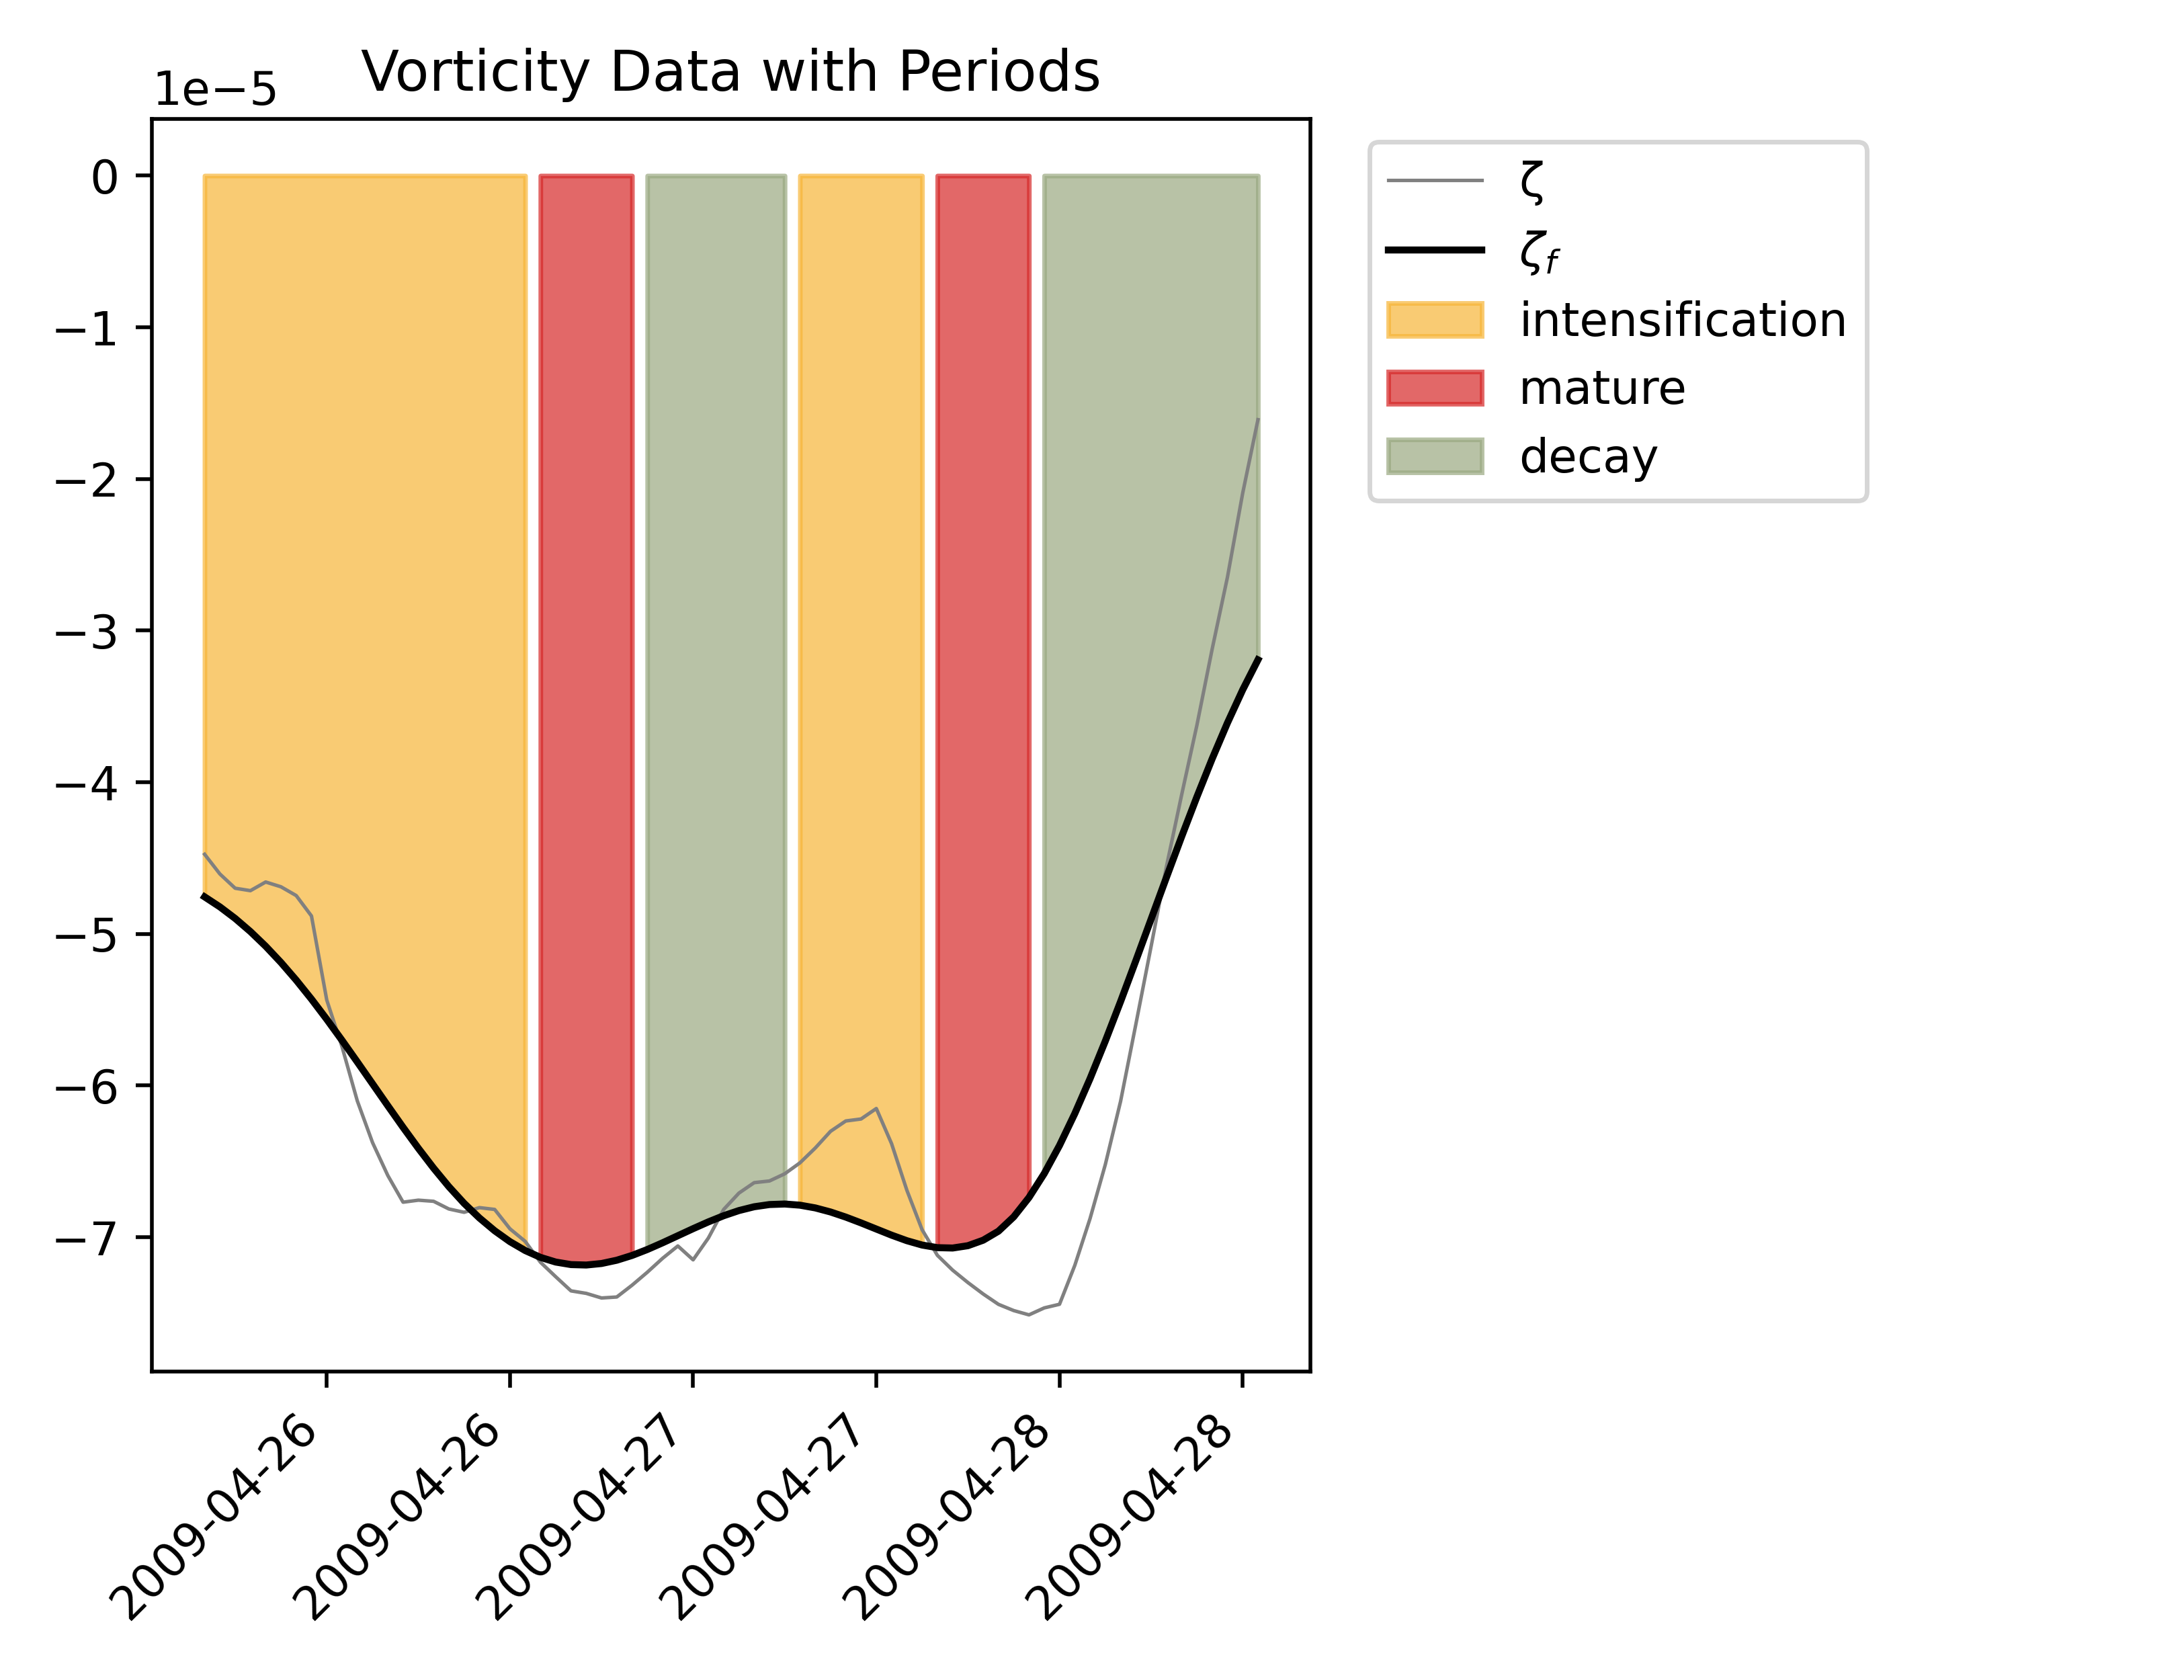 Vorticity Data with Periods
1e−5
0
−1
−2
−3
−4
−5
−6
−7
2009-04-26
2009-04-26
2009-04-27
2009-04-27
2009-04-28
2009-04-28
ζ
ζf
intensification
mature
decay